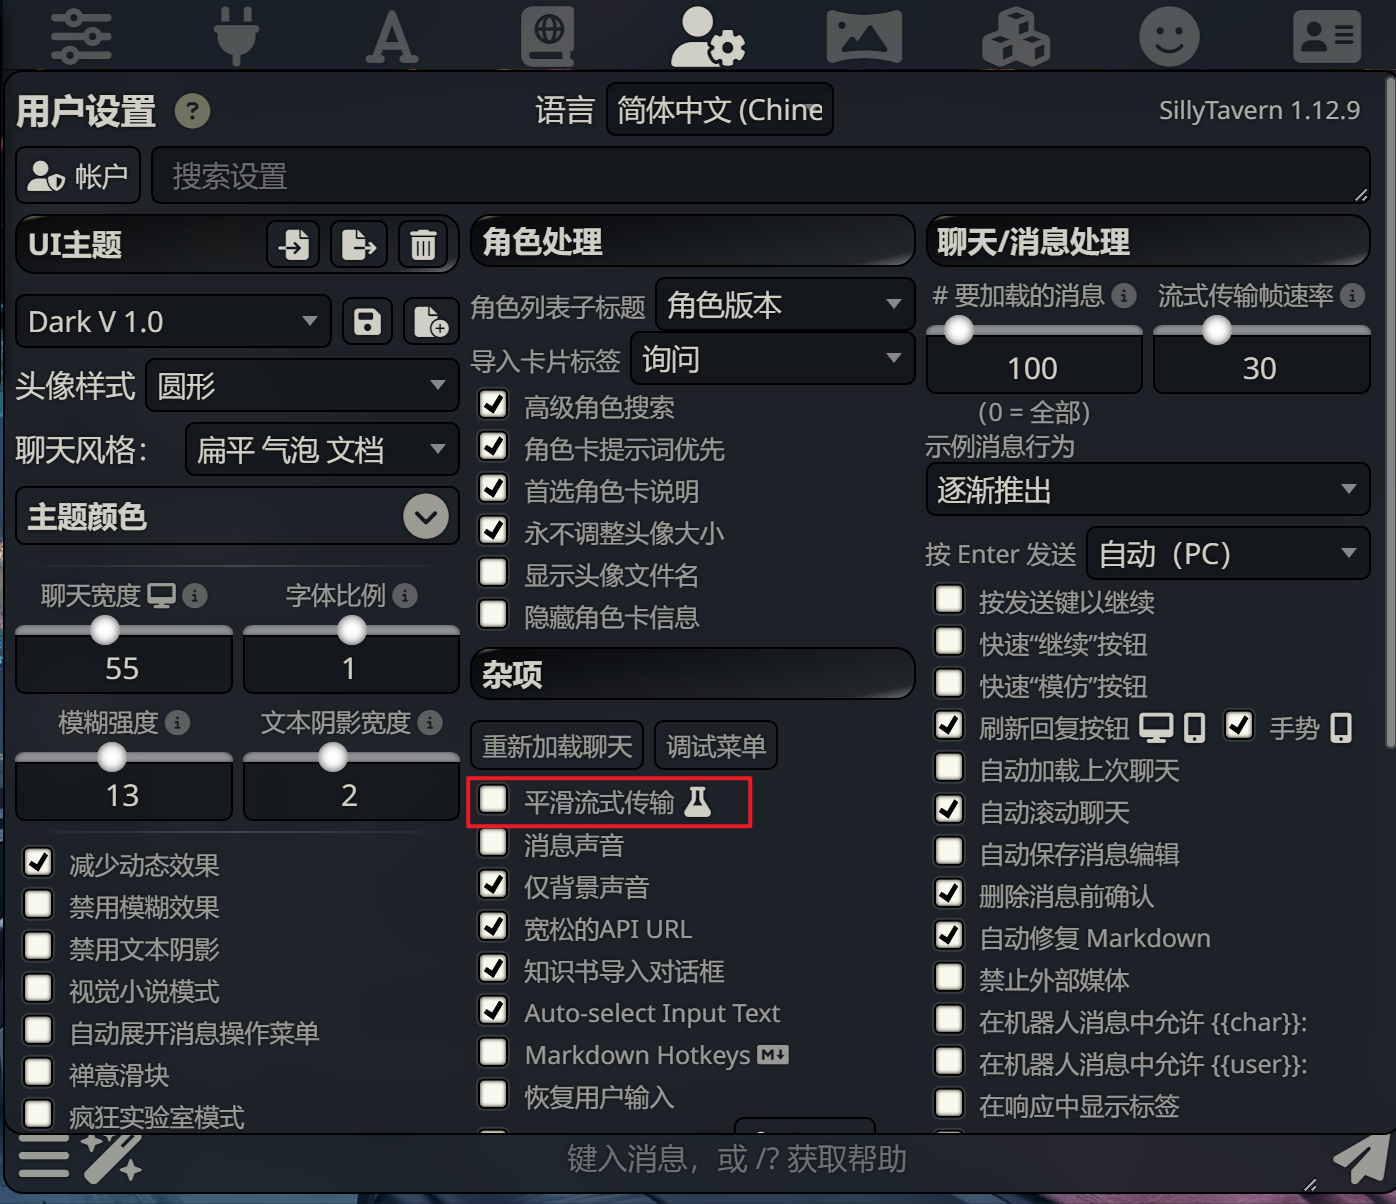 用户设置
?
语言
简体中文 (Chine
SillyTavern 1.12.9
帐户
搜索设置
UI主题
Dark V 1.0
头像样式
圆形
聊天风格：
扁平 气泡 文档
主题颜色
聊天宽度
字体比例
55
1
模糊强度
文本阴影宽度
13
2
减少动态效果
禁用模糊效果
禁用文本阴影
视觉小说模式
自动展开消息操作菜单
禅意滑块
疯狂实验室模式
角色处理
角色列表子标题
角色版本
导入卡片标签
询问
高级角色搜索
角色卡提示词优先
首选角色卡说明
永不调整头像大小
显示头像文件名
隐藏角色卡信息
杂项
重新加载聊天
调试菜单
平滑流式传输
消息声音
仅背景声音
宽松的API URL
知识书导入对话框
Auto-select Input Text
Markdown Hotkeys
恢复用户输入
聊天/消息处理
# 要加载的消息
流式传输帧速率
100
30
(0 = 全部)
示例消息行为
逐渐推出
按 Enter 发送
自动（PC）
按发送键以继续
快速“继续”按钮
快速“模仿”按钮
刷新回复按钮
手势
自动加载上次聊天
自动滚动聊天
自动保存消息编辑
删除消息前确认
自动修复 Markdown
禁止外部媒体
在机器人消息中允许 {{char}}:
在机器人消息中允许 {{user}}:
在响应中显示标签
键入消息，或 /? 获取帮助